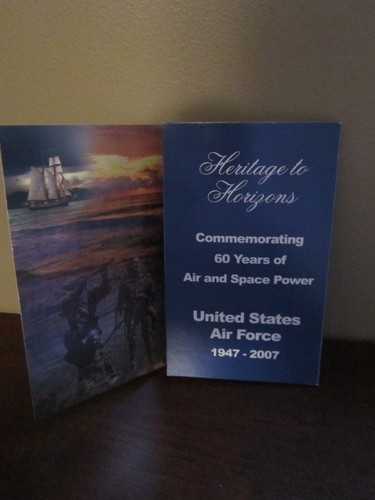 Heritage to
Horizons
Commemorating
60 Years of
Air and Space Power
United States
Air Force
1947 - 2007